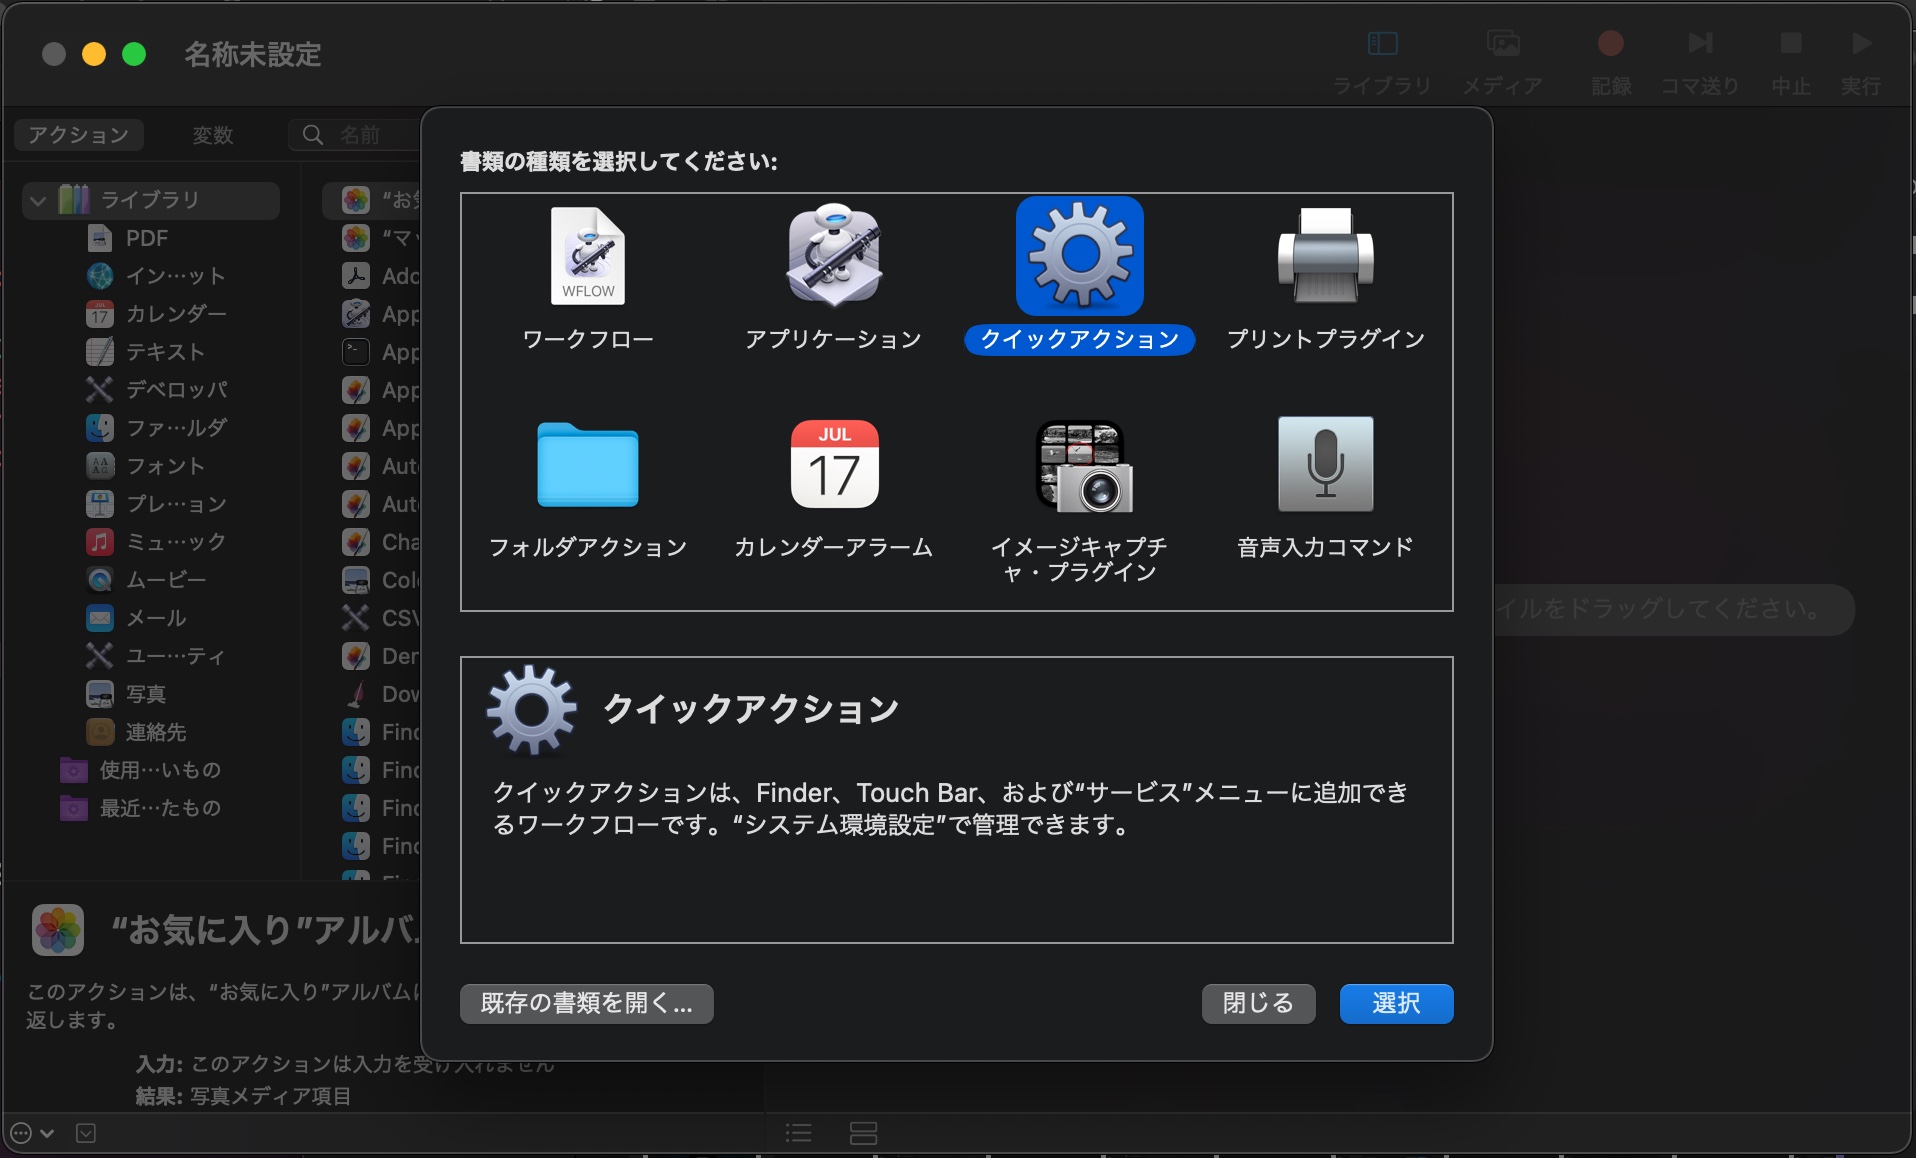 名称未設定
ライブラリ
メディア
記録
コマ送り
中止
実行
アクション
変数
名前
ライブラリ
PDF
イン…ット
カレンダー
テキスト
デベロッパ
ファ…ルダ
フォント
プレ…ョン
ミュ…ック
ムービー
メール
ユー…ティ
写真
連絡先
使用…いもの
最近…たもの
“お気
“マッ
Ado
App
App
App
App
Aut
Aut
Cha
Colo
CSV
Den
Dow
Find
Find
Find
Find
書類の種類を選択してください:
WFLOW
ワークフロー
アプリケーション
クイックアクション
プリントプラグイン
フォルダアクション
JUL
17
カレンダーアラーム
イメージキャプチ
ャ・プラグイン
音声入力コマンド
イルをドラッグしてください。
クイックアクション
クイックアクションは、Finder、Touch Bar、および“サービス”メニューに追加でき
るワークフローです。“システム環境設定”で管理できます。
既存の書類を開く...
閉じる
選択
“お気に入り”アルバ
このアクションは、“お気に入り”アルバムに
返します。
入力: このアクションは入力を受け入れません
結果: 写真メディア項目